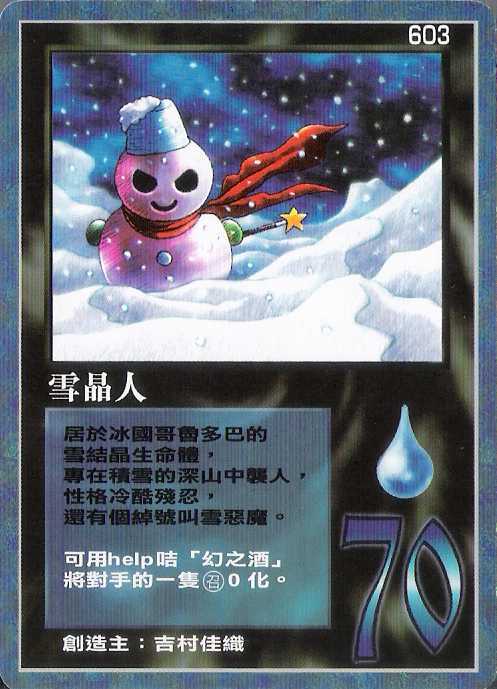 603
雪晶人
居於冰國哥魯多巴的
雪結晶生命體，
專在積雪的深山中襲人，
性格冷酷殘忍，
還有個綽號叫雪惡魔。
可用help咭「幻之酒」
將對手的一隻㊁0 化。
70
創造主：吉村佳織